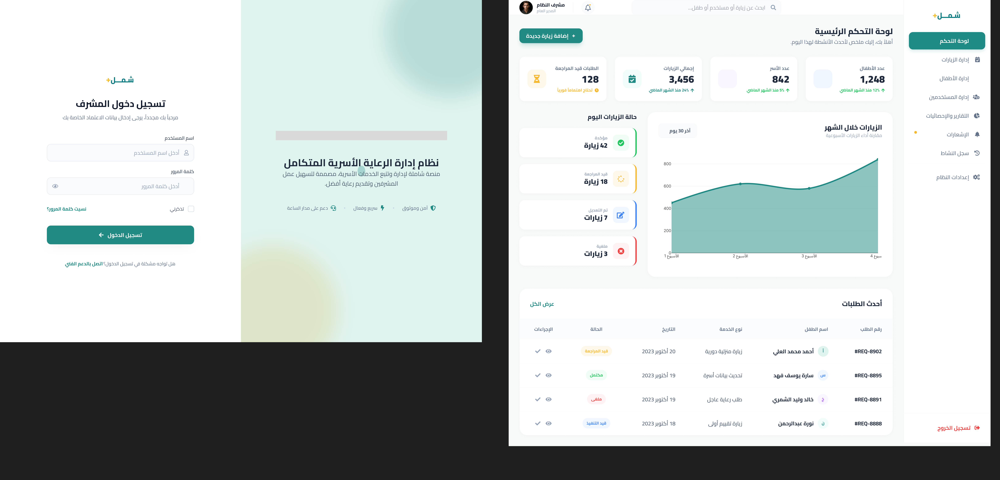 شمـــل+
تسجيل دخول المشرف
مرحباً بك مجدداً، يرجى إدخال بيانات الاعتماد الخاصة بك
اسم المستخدم
أدخل اسم المستخدم
كلمة المرور
أدخل كلمة المرور
تذكرني
نسيت كلمة المرور؟
تسجيل الدخول
هل تواجه مشكلة في تسجيل الدخول؟ اتصل بالدعم الفني
نظام إدارة الرعاية الأسرية المتكامل
منصة شاملة لإدارة وتتبع الخدمات الأسرية، مصممة لتسهيل عمل
المشرفين وتقديم رعاية أفضل.
آمن وموثوق • سريع وفعال • دعم على مدار الساعة
شمـــل+
لوحة التحكم
إدارة الزيارات
إدارة الأطفال
إدارة المستخدمين
التقارير والإحصائيات
الإشعارات
سجل النشاط
إعدادات النظام
تسجيل الخروج
ابحث عن زيارة أو مستخدم أو طفل...
مشرف النظام
المدير العام
لوحة التحكم الرئيسية
أهلاً بك، إليك ملخص لأحدث الأنشطة لهذا اليوم.
+ إضافة زيارة جديدة
عدد الأطفال
1,248
12% منذ الشهر الماضي
عدد الأسر
842
5% منذ الشهر الماضي
إجمالي الزيارات
3,456
24% منذ الشهر الماضي
الطلبات قيد المراجعة
128
تحتاج اهتماماً فورياً
الزيارات خلال الشهر
مقارنة أداء الزيارات الأسبوعية
آخر 30 يوم
800
600
400
200
0
الأسبوع 1
الأسبوع 2
الأسبوع 3
سبوع 4
حالة الزيارات اليوم
مؤكدة
42 زيارة
قيد المراجعة
18 زيارة
تم التعديل
7 زيارات
ملغية
3 زيارات
أحدث الطلبات
عرض الكل
رقم الطلب اسم الطفل نوع الخدمة التاريخ الحالة الإجراءات
#REQ-8902 أ أحمد محمد العلي زيارة منزلية دورية 20 أكتوبر 2023 قيد المراجعة
#REQ-8895 س سارة يوسف فهد تحديث بيانات أسرة 19 أكتوبر 2023 مكتمل
#REQ-8891 خ خالد وليد الشمري طلب رعاية عاجل 19 أكتوبر 2023 ملغى
#REQ-8888 ن نورة عبدالرحمن زيارة تقييم أولى 18 أكتوبر 2023 قيد التنفيذ